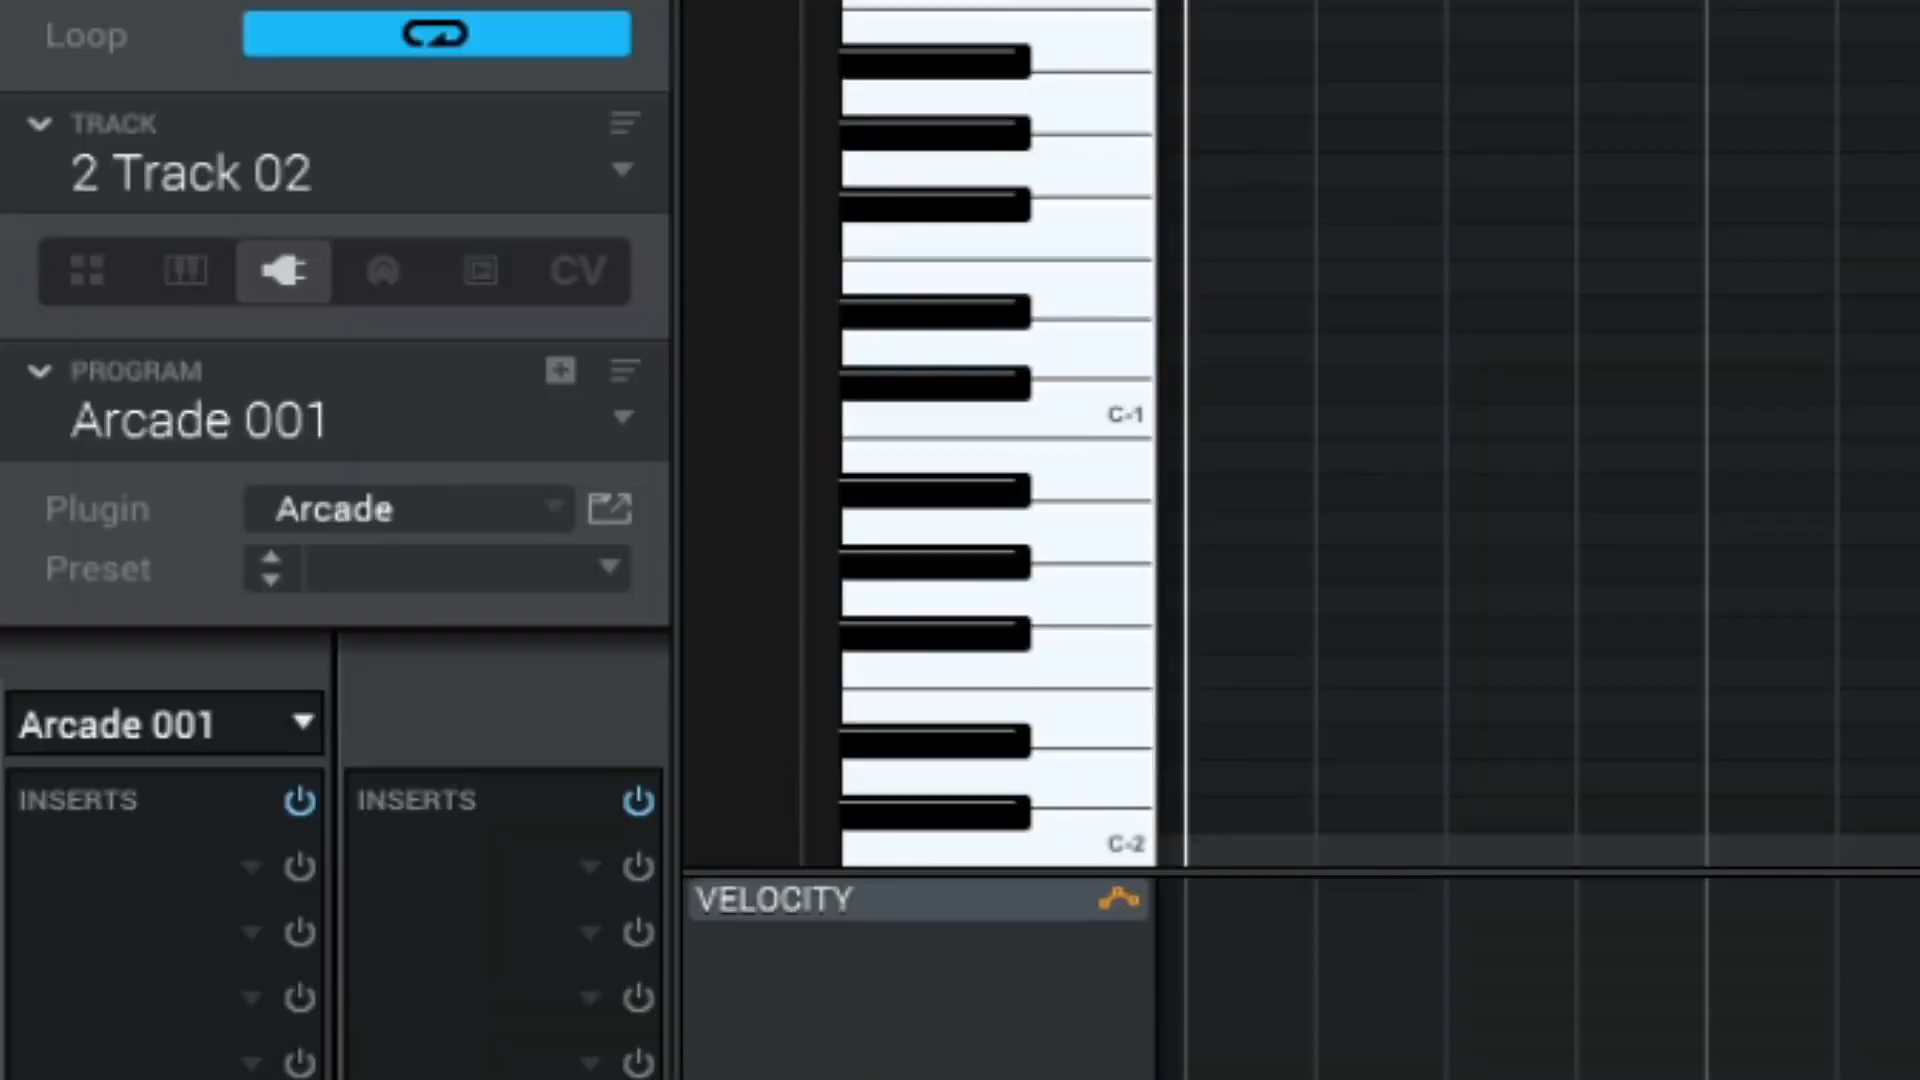 Loop
TRACK
2 Track 02
CV
PROGRAM
Arcade 001
Plugin
Arcade
Preset
Arcade 001
INSERTS
INSERTS
C-1
C-2
VELOCITY